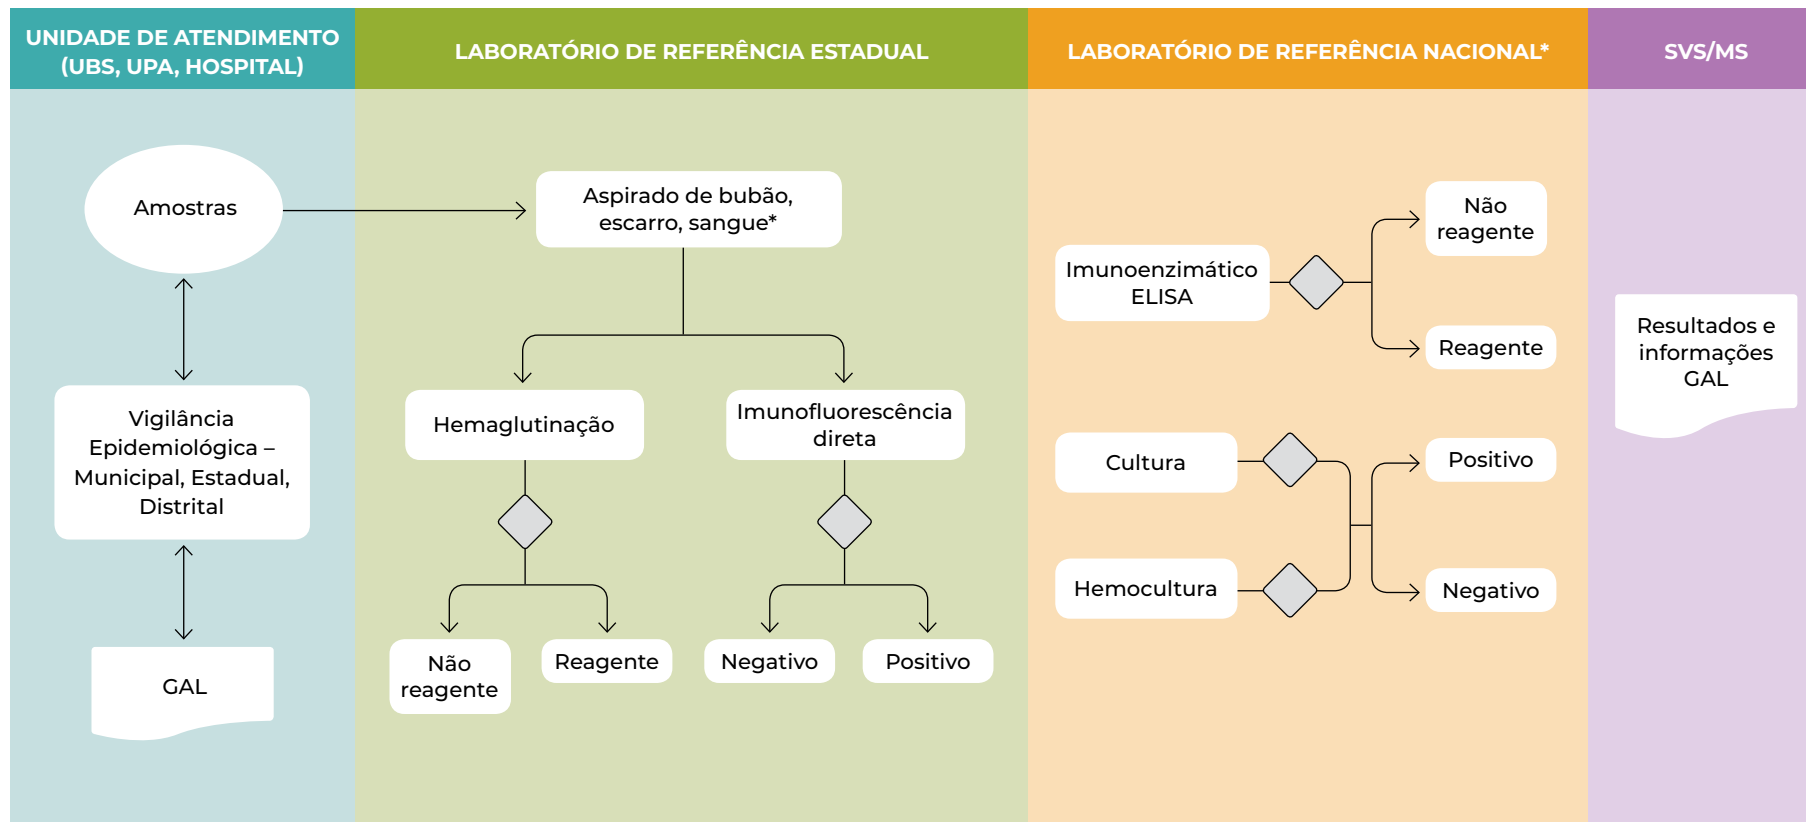 UNIDADE DE ATENDIMENTO
(UBS, UPA, HOSPITAL)
LABORATÓRIO DE REFERÊNCIA ESTADUAL
LABORATÓRIO DE REFERÊNCIA NACIONAL*
SVS/MS
Amostras
Vigilância
Epidemiológica –
Municipal, Estadual,
Distrital
GAL
Aspirado de bubão,
escarro, sangue*
Hemaglutinação
Imunofluorescência
direta
Não
reagente
Reagente
Negativo
Positivo
Imunoenzimático
ELISA
Não
reagente
Reagente
Cultura
Hemocultura
Positivo
Negativo
Resultados e
informações
GAL